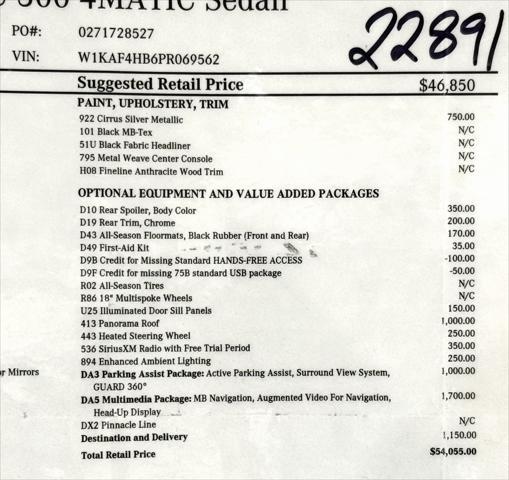 300 4MATIC Sedan
PO#: 0271728527
22891
VIN: W1KAF4HB6PR069562
Suggested Retail Price $46,850
PAINT, UPHOLSTERY, TRIM
922 Cirrus Silver Metallic 750.00
101 Black MB-Tex N/C
51U Black Fabric Headliner N/C
795 Metal Weave Center Console N/C
H08 Fineline Anthracite Wood Trim N/C
OPTIONAL EQUIPMENT AND VALUE ADDED PACKAGES
D10 Rear Spoiler, Body Color 350.00
D19 Rear Trim, Chrome 200.00
D43 All-Season Floormats, Black Rubber (Front and Rear) 170.00
D49 First-Aid Kit 35.00
D9B Credit for Missing Standard HANDS-FREE ACCESS -100.00
D9F Credit for missing 75B standard USB package -50.00
R02 All-Season Tires N/C
R86 18" Multispoke Wheels N/C
U25 Illuminated Door Sill Panels 150.00
413 Panorama Roof 1,000.00
443 Heated Steering Wheel 250.00
536 SiriusXM Radio with Free Trial Period 350.00
894 Enhanced Ambient Lighting 250.00
r Mirrors DA3 Parking Assist Package: Active Parking Assist, Surround View System, 1,000.00
GUARD 360°
DA5 Multimedia Package: MB Navigation, Augmented Video For Navigation, 1,700.00
Head-Up Display
DX2 Pinnacle Line N/C
Destination and Delivery 1,150.00
Total Retail Price $54,055.00